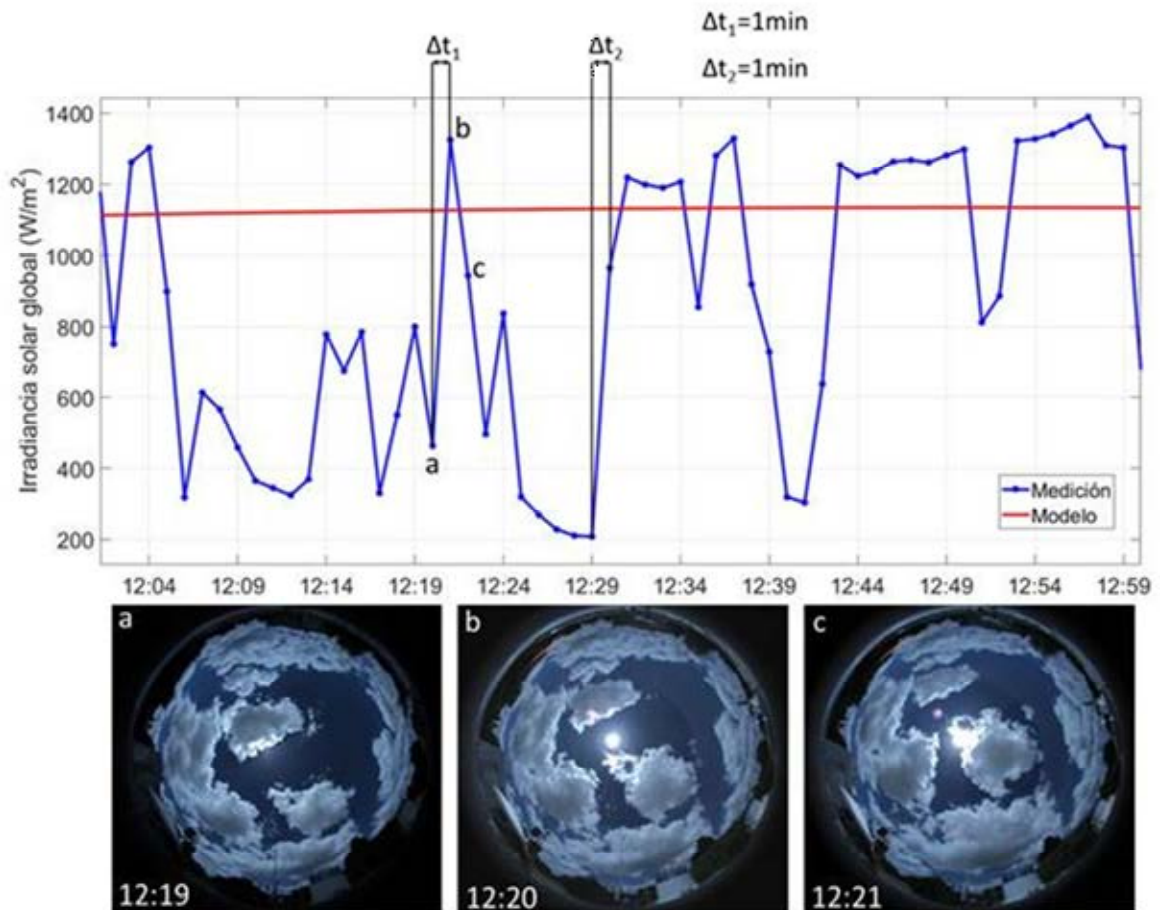 Δt₁=1min
Δt₁ Δt₂
Δt₂=1min
Irradiancia solar global (W/m²)
1400
1200
1000
800
600
400
200
b
c
a
Medición
Modelo
12:04 12:09 12:14 12:19 12:24 12:29 12:34 12:39 12:44 12:49 12:54 12:59
a b c
12:19 12:20 12:21